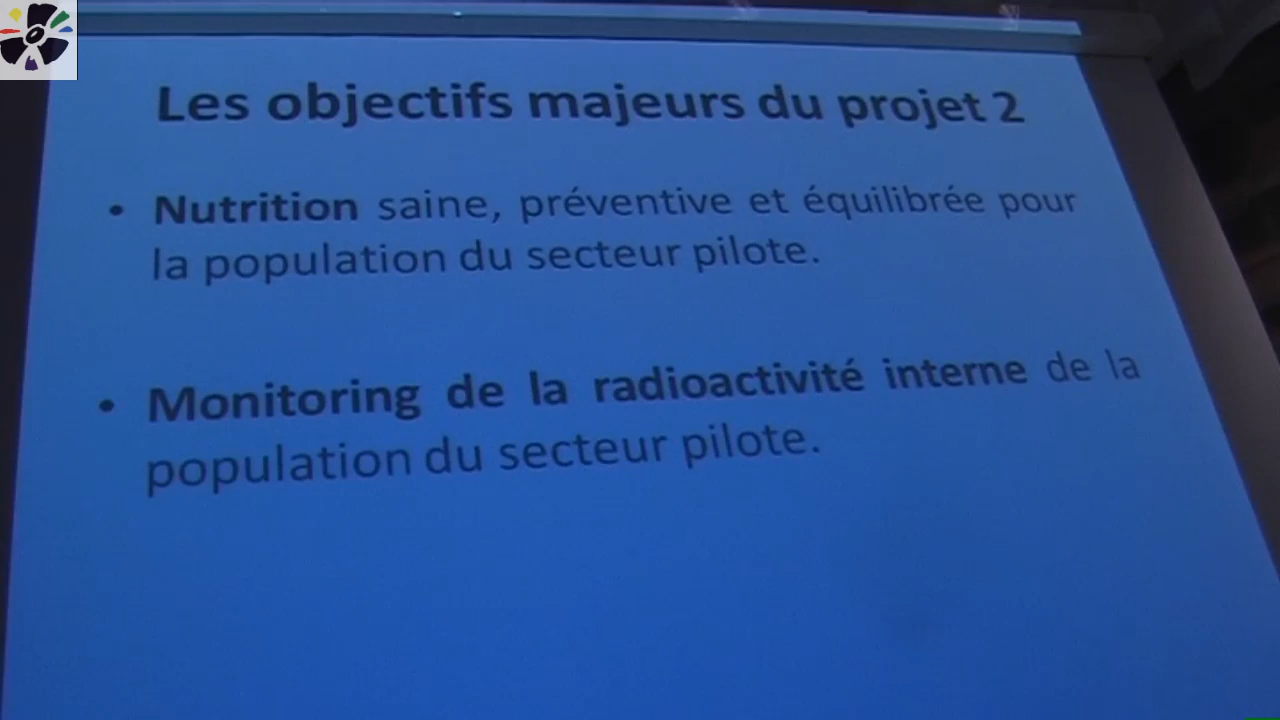 Les objectifs majeurs du projet 2
• Nutrition saine, préventive et équilibrée pour
la population du secteur pilote.
• Monitoring de la radioactivité interne de la
population du secteur pilote.